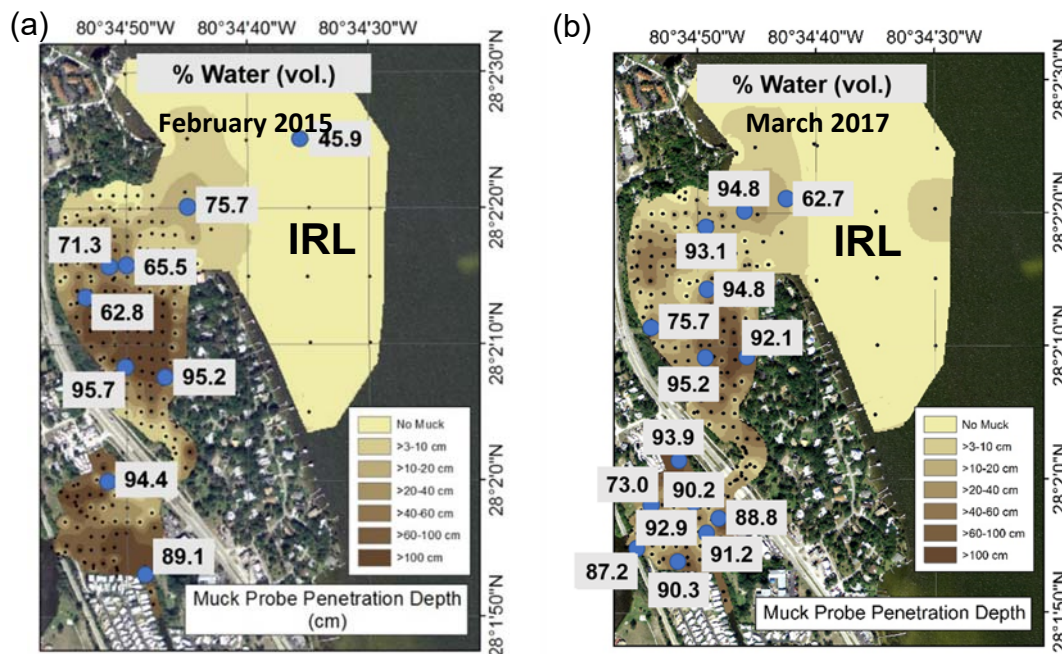 (a)
80°34'50"W 80°34'40"W 80°34'30"W
% Water (vol.)
February 2015
45.9
75.7
IRL
71.3
65.5
62.8
95.7
95.2
94.4
89.1
No Muck
>3-10 cm
>10-20 cm
>20-40 cm
>40-60 cm
>60-100 cm
>100 cm
Muck Probe Penetration Depth
(cm)
28°2'30"N
28°2'20"N
28°2'10"N
28°2'0"N
28°1'50"N
(b)
80°34'50"W 80°34'40"W 80°34'30"W
% Water (vol.)
March 2017
94.8
62.7
IRL
93.1
94.8
75.7
92.1
95.2
93.9
73.0
90.2
92.9
88.8
91.2
87.2
90.3
No Muck
>3-10 cm
>10-20 cm
>20-40 cm
>40-60 cm
>60-100 cm
>100 cm
Muck Probe Penetration Depth
28°2'30"N
28°2'20"N
28°2'10"N
28°2'0"N
28°1'50"N